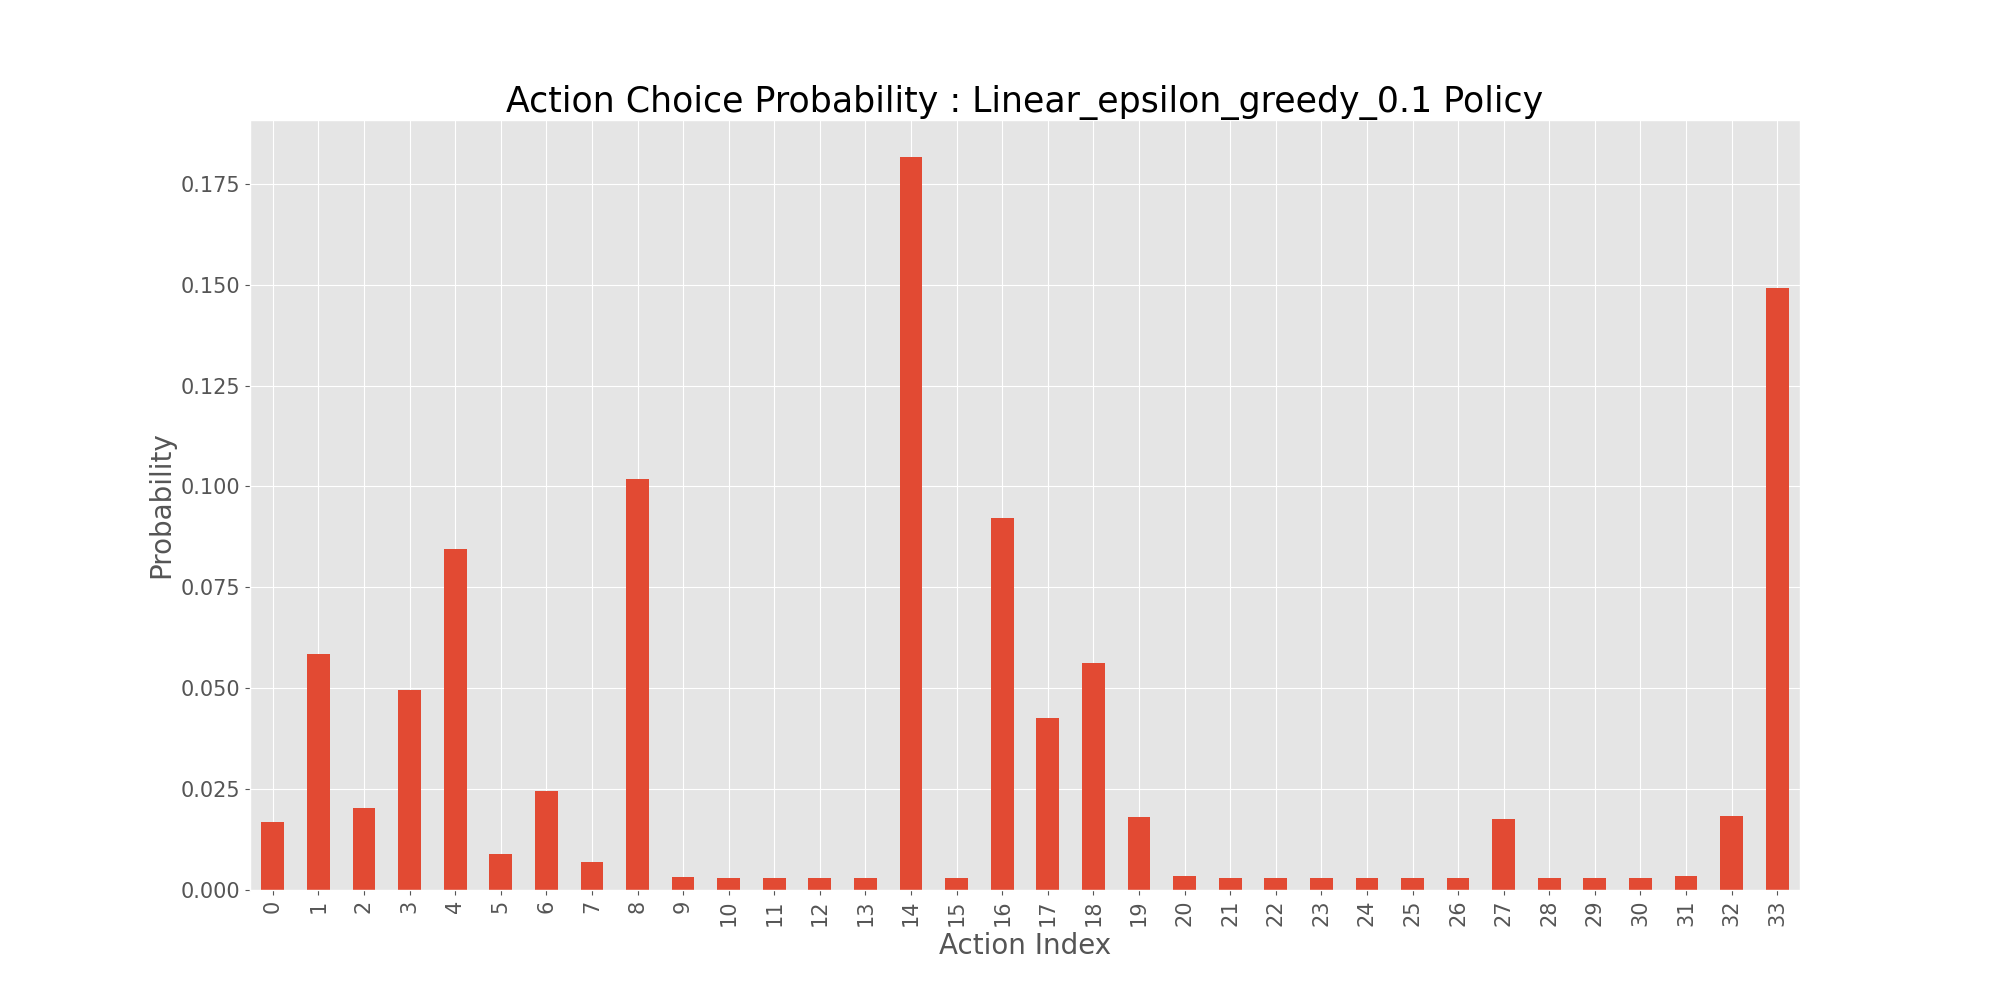 Action Choice Probability : Linear_epsilon_greedy_0.1 Policy
0.175
0.150
0.125
0.100
0.075
0.050
0.025
0.000
Probability
0 1 2 3 4 5 6 7 8 9 10 11 12 13 14 15 16 17 18 19 20 21 22 23 24 25 26 27 28 29 30 31 32 33
Action Index